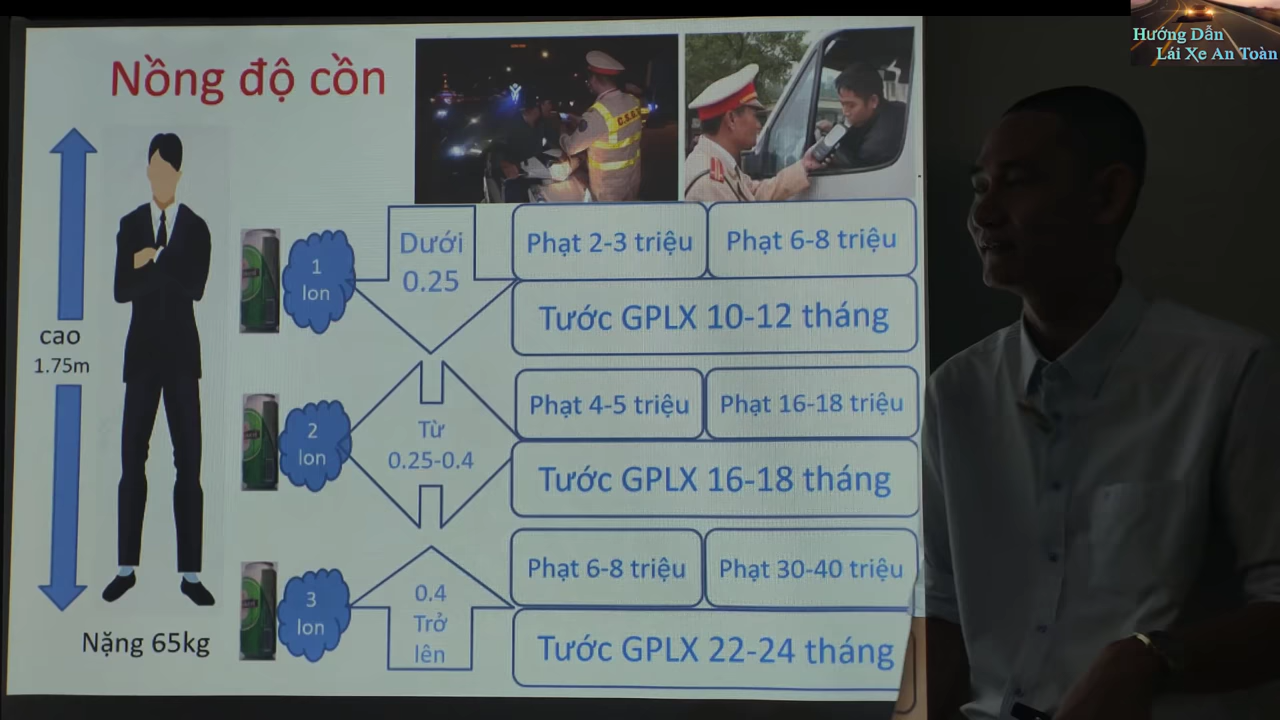 Hướng Dẫn
Lái Xe An Toàn
Nồng độ cồn
C.S.G.T
cao
1.75m
Nặng 65kg
1
lon
Dưới
0.25
Phạt 2-3 triệu
Phạt 6-8 triệu
Tước GPLX 10-12 tháng
2
lon
Từ
0.25-0.4
Phạt 4-5 triệu
Phạt 16-18 triệu
Tước GPLX 16-18 tháng
3
lon
0.4
Trở
lên
Phạt 6-8 triệu
Phạt 30-40 triệu
Tước GPLX 22-24 tháng